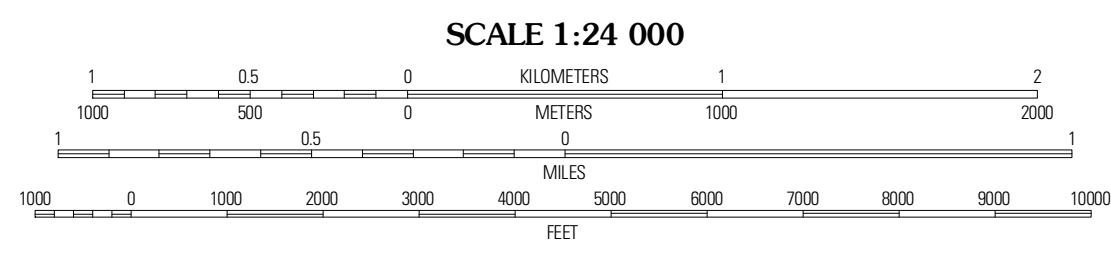 SCALE 1:24 000
1 0.5 0 KILOMETERS 1 2
1000 500 0 METERS 1000 2000
1 0.5 0 1
MILES
1000 0 1000 2000 3000 4000 5000 6000 7000 8000 9000 10000
FEET